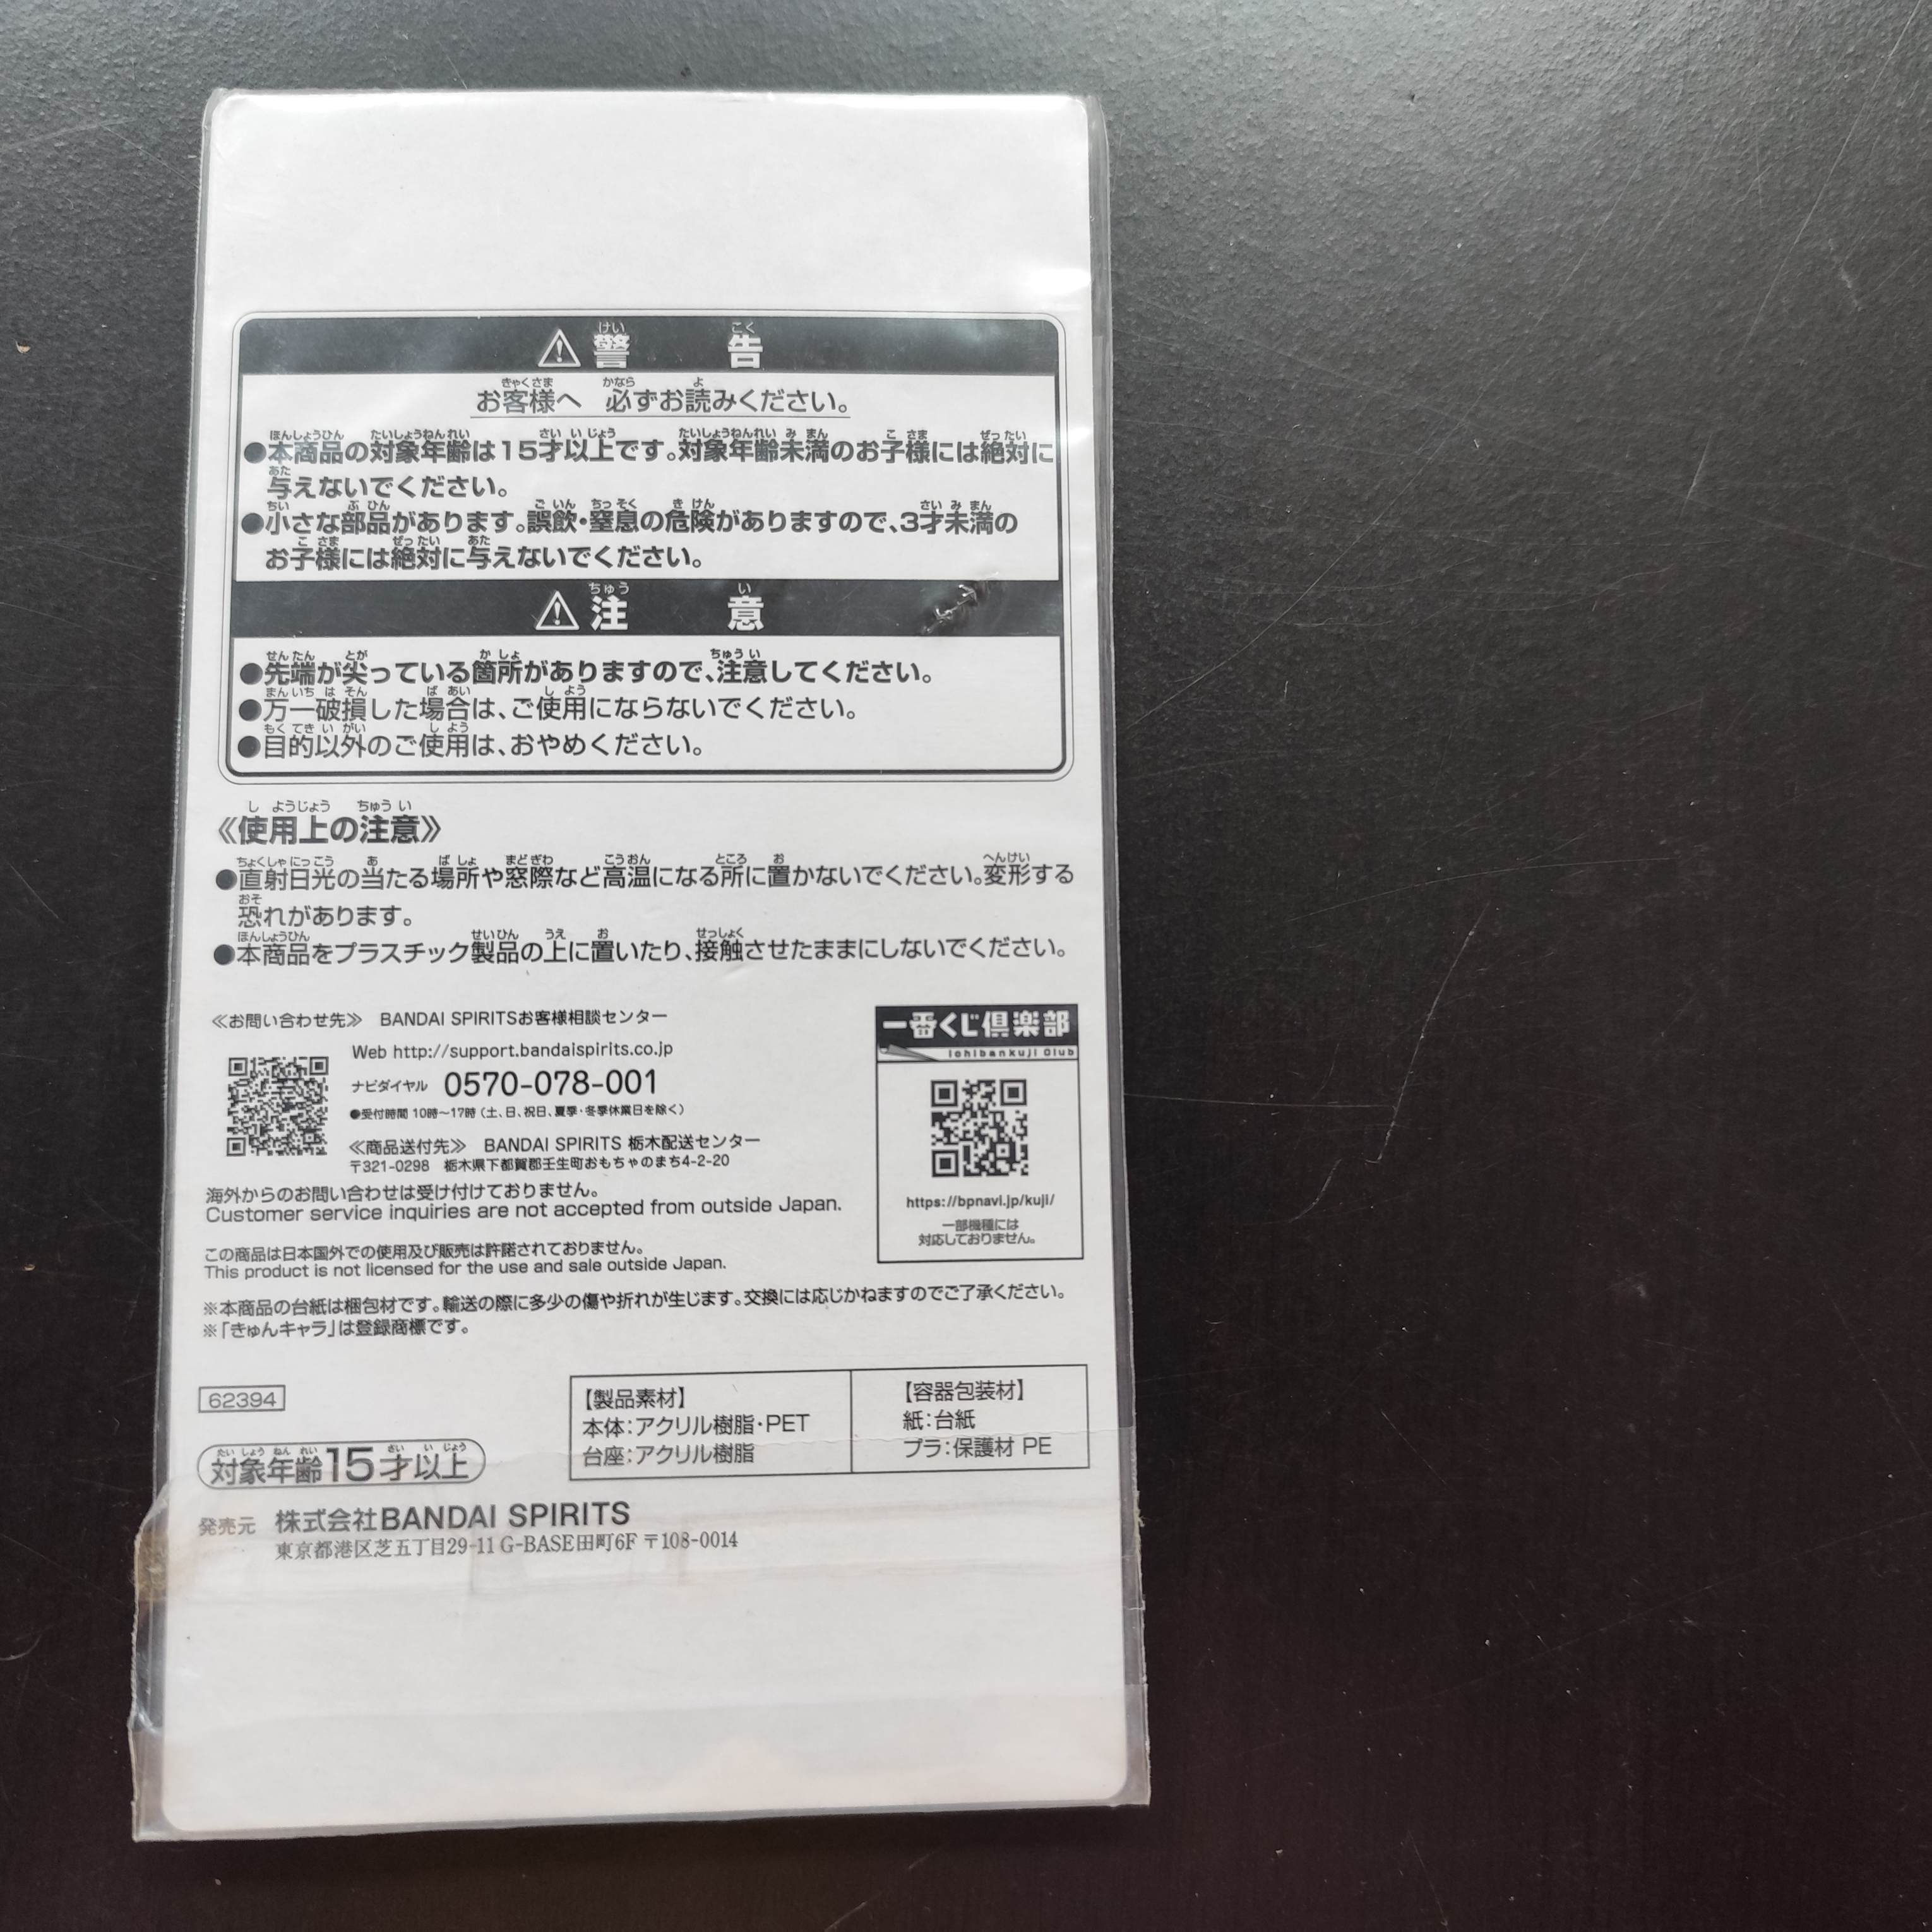 ⚠警告
お客様へ 必ずお読みください。
●本商品の対象年齢は15才以上です。対象年齢未満のお子様には絶対に
与えないでください。
●小さな部品があります。誤飲・窒息の危険がありますので、3才未満の
お子様には絶対に与えないでください。
⚠注意
●先端が尖っている箇所がありますので、注意してください。
●万一破損した場合は、ご使用にならないでください。
●目的以外のご使用は、おやめください。
≪使用上の注意≫
●直射日光の当たる場所や窓際など高温になる所に置かないでください。変形する
恐れがあります。
●本商品をプラスチック製品の上に置いたり、接触させたままにしないでください。
≪お問い合わせ先≫ BANDAI SPIRITSお客様相談センター
Web http://support.bandaispirits.co.jp
ナビダイヤル 0570-078-001
●受付時間 10時～17時(土、日、祝日、夏季・冬季休業日を除く)
≪商品送付先≫ BANDAI SPIRITS 栃木配送センター
〒321-0298 栃木県下都賀郡壬生町おもちゃのまち4-2-20
海外からのお問い合わせは受け付けておりません。
Customer service inquiries are not accepted from outside Japan.
この商品は日本国外での使用及び販売は許諾されておりません。
This product is not licensed for the use and sale outside Japan.
一番くじ倶楽部
Ichibankuji Club
https://bpnavi.jp/kuji/
一部機種には
対応しておりません。
※本商品の台紙は梱包材です。輸送の際に多少の傷や折れが生じます。交換には応じかねますのでご了承ください。
※「きゅんキャラ」は登録商標です。
62394
対象年齢15才以上
【製品素材】
本体:アクリル樹脂・PET
台座:アクリル樹脂
【容器包装材】
紙:台紙
プラ:保護材 PE
発売元 株式会社BANDAI SPIRITS
東京都港区芝五丁目29-11 G-BASE田町6F 〒108-0014